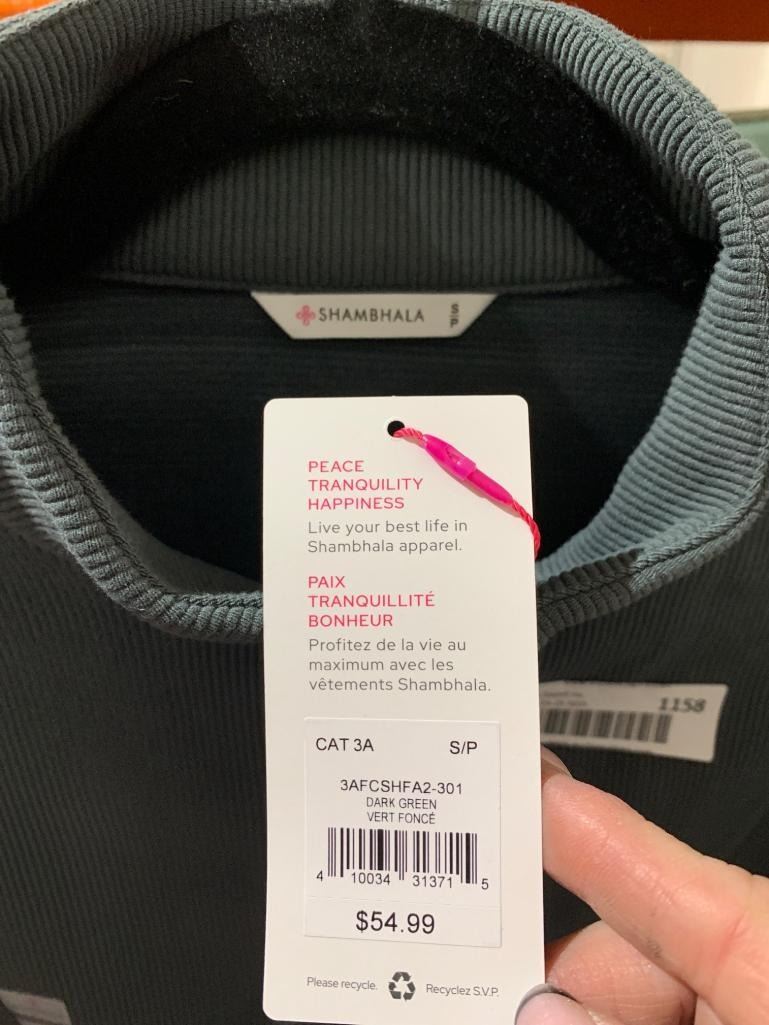 SHAMBHALA
S/P
PEACE
TRANQUILITY
HAPPINESS
Live your best life in
Shambhala apparel.
PAIX
TRANQUILLITÉ
BONHEUR
Profitez de la vie au
maximum avec les
vêtements Shambhala.
1158
CAT 3A S/P
3AFCSHFA2-301
DARK GREEN
VERT FONCÉ
4 10034 31371 5
$54.99
Please recycle. Recyclez S.V.P.